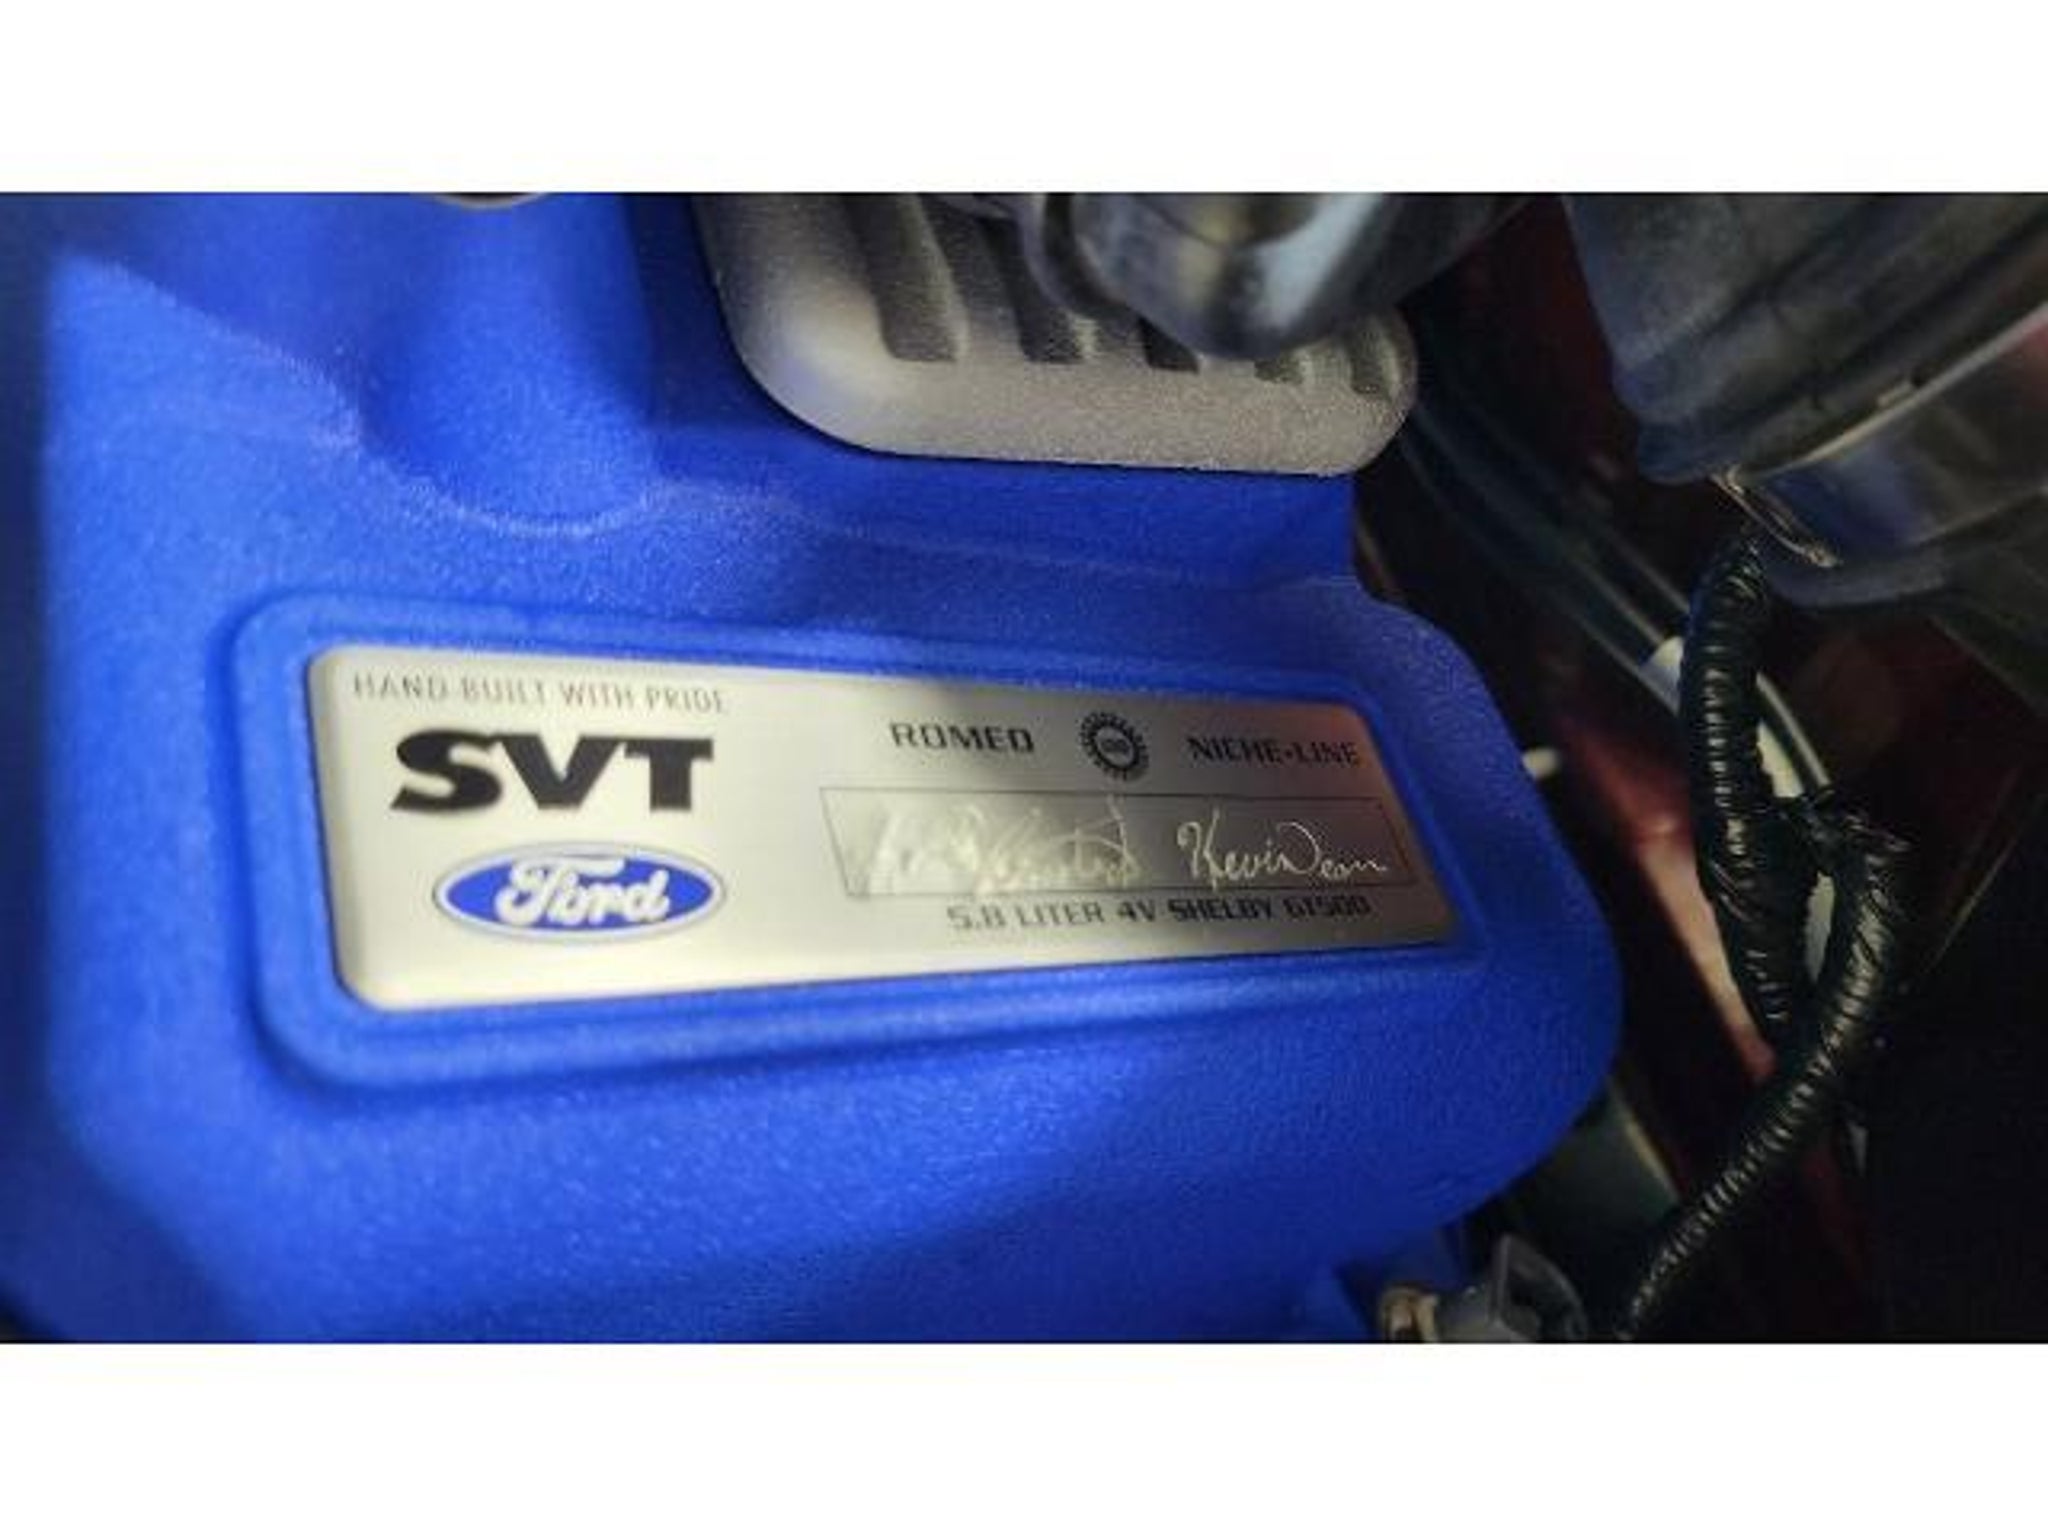 HAND BUILT WITH PRIDE
SVT
Ford
ROMEO NICHE-LINE
Kevin Dean
5.8 LITER 4V SHELBY GT500